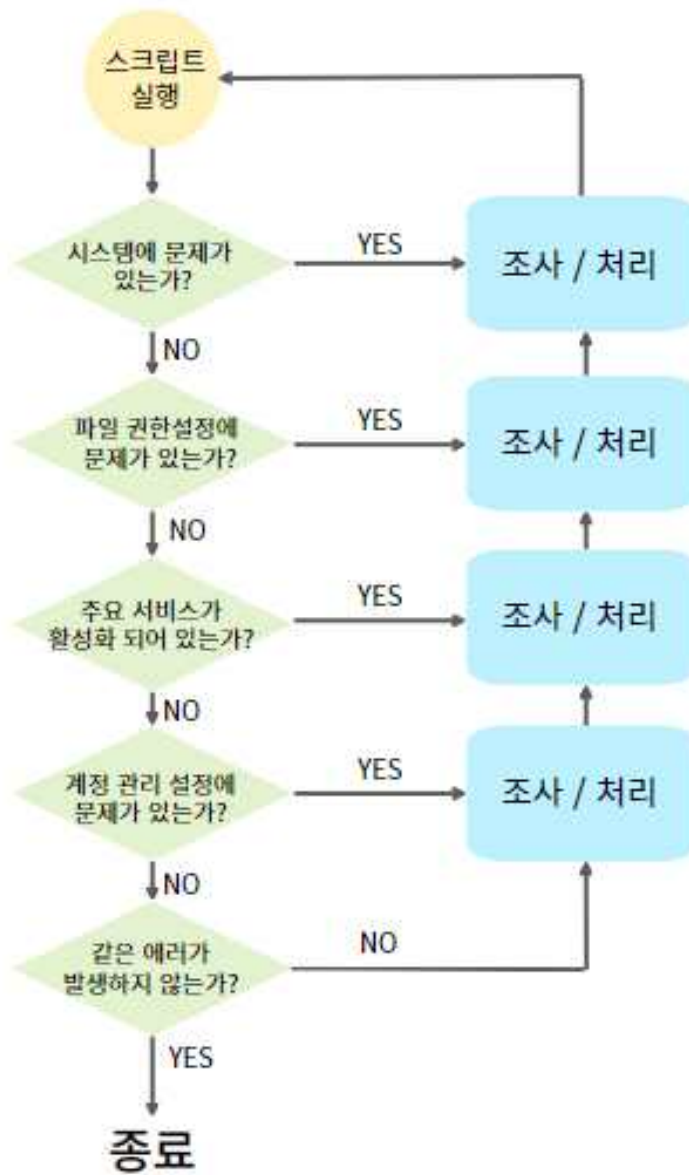 스크립트
실행
시스템에 문제가
있는가?
YES
조사 / 처리
NO
파일 권한설정에
문제가 있는가?
YES
조사 / 처리
NO
주요 서비스가
활성화 되어 있는가?
YES
조사 / 처리
NO
계정 관리 설정에
문제가 있는가?
YES
조사 / 처리
NO
같은 에러가
발생하지 않는가?
NO
YES
종료